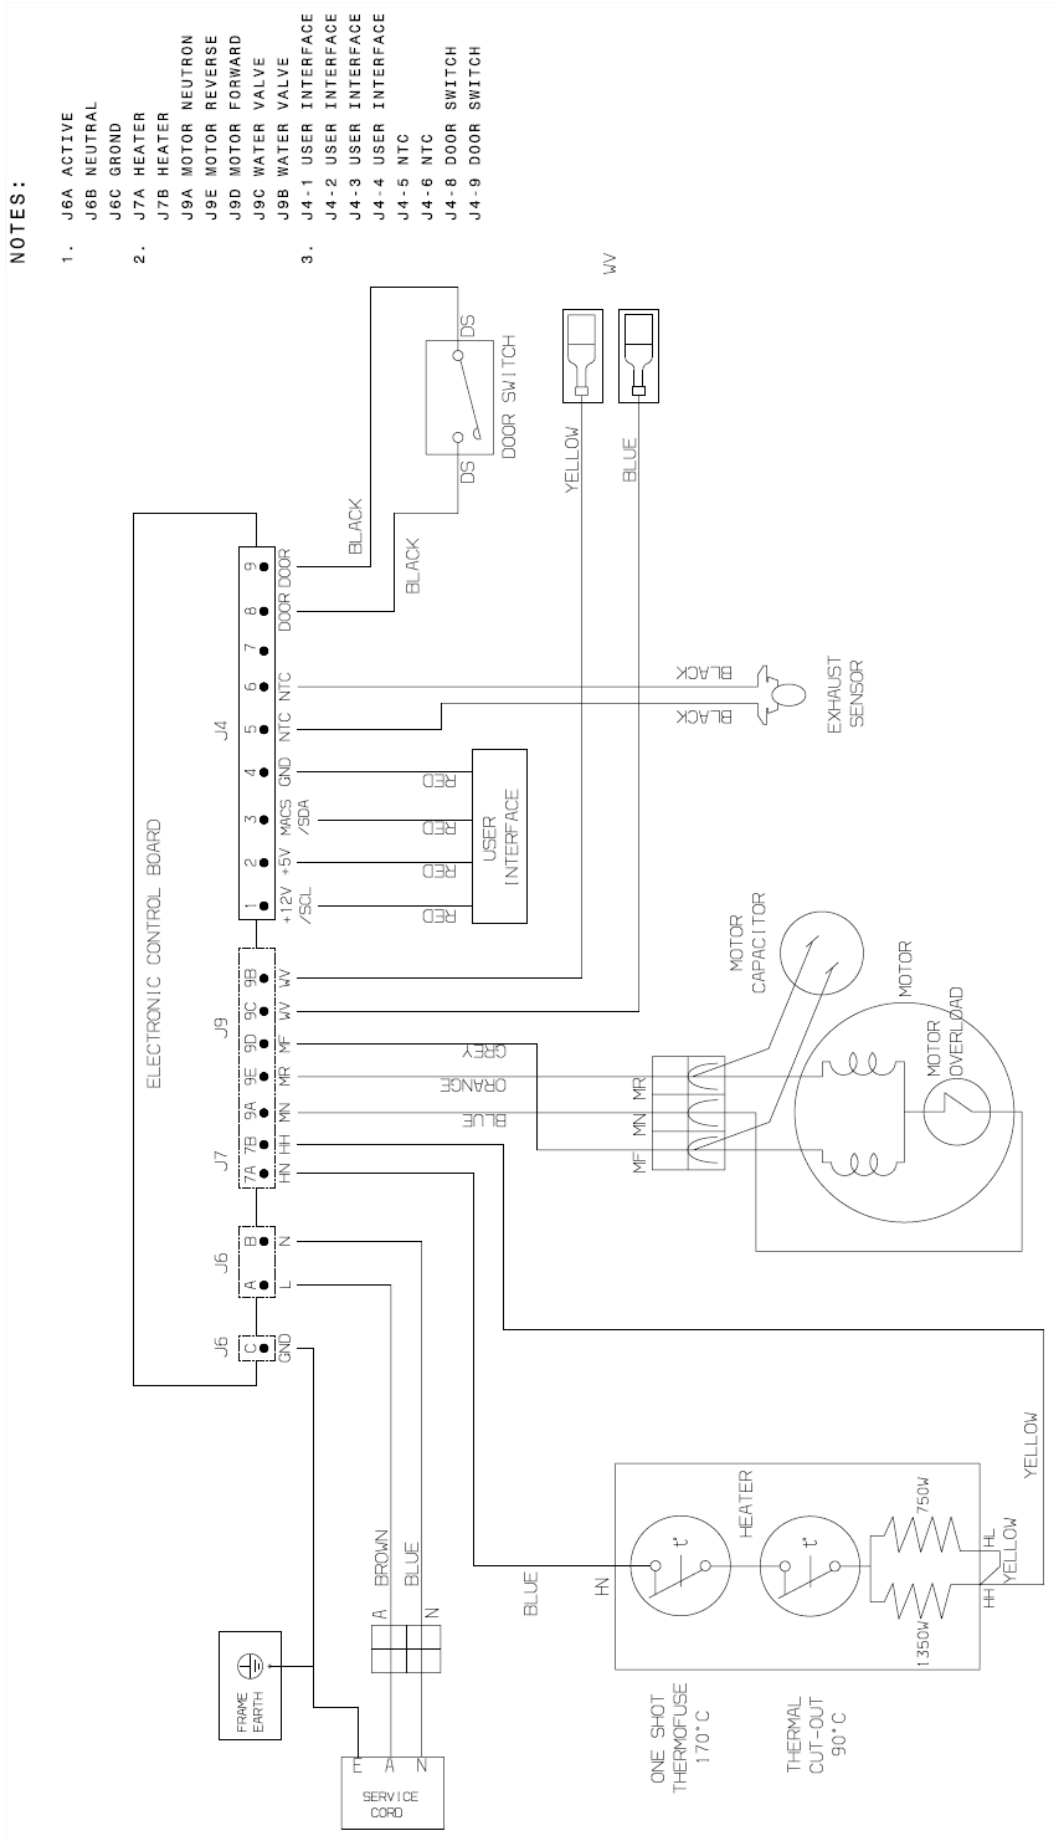 NOTES:
1. J6A ACTIVE
J6B NEUTRAL
J6C GROND
2. J7A HEATER
J7B HEATER
J9A MOTOR NEUTRON
J9E MOTOR REVERSE
J9D MOTOR FORWARD
J9C WATER VALVE
J9B WATER VALVE
3. J4-1 USER INTERFACE
J4-2 USER INTERFACE
J4-3 USER INTERFACE
J4-4 USER INTERFACE
J4-5 NTC
J4-6 NTC
J4-8 DOOR SWITCH
J4-9 DOOR SWITCH
ELECTRONIC CONTROL BOARD
J6
J6
J7
J9
J4
C
A
B
7A
7B
9A
9E
9D
9C
9B
1
2
3
4
5
6
7
8
9
GND
L
N
HN
HH
MN
MR
MF
WV
WV
+12V
/SCL
+5V
MACS
/SDA
GND
NTC
NTC
DOOR
DOOR
BLACK
BLACK
DS
DS
DOOR SWITCH
YELLOW
BLUE
WV
RED
RED
RED
RED
USER
INTERFACE
BLACK
BLACK
EXHAUST
SENSOR
GREY
ORANGE
BLUE
MF
MN
MR
MOTOR
CAPACITOR
MOTOR
MOTOR
OVERLOAD
FRAME
EARTH
SERVICE
CORD
E
A
N
A
N
BROWN
BLUE
BLUE
HN
HEATER
t°
t°
ONE SHOT
THERMOFUSE
170°C
THERMAL
CUT-OUT
90°C
1350W
750W
HH
HL
YELLOW
YELLOW